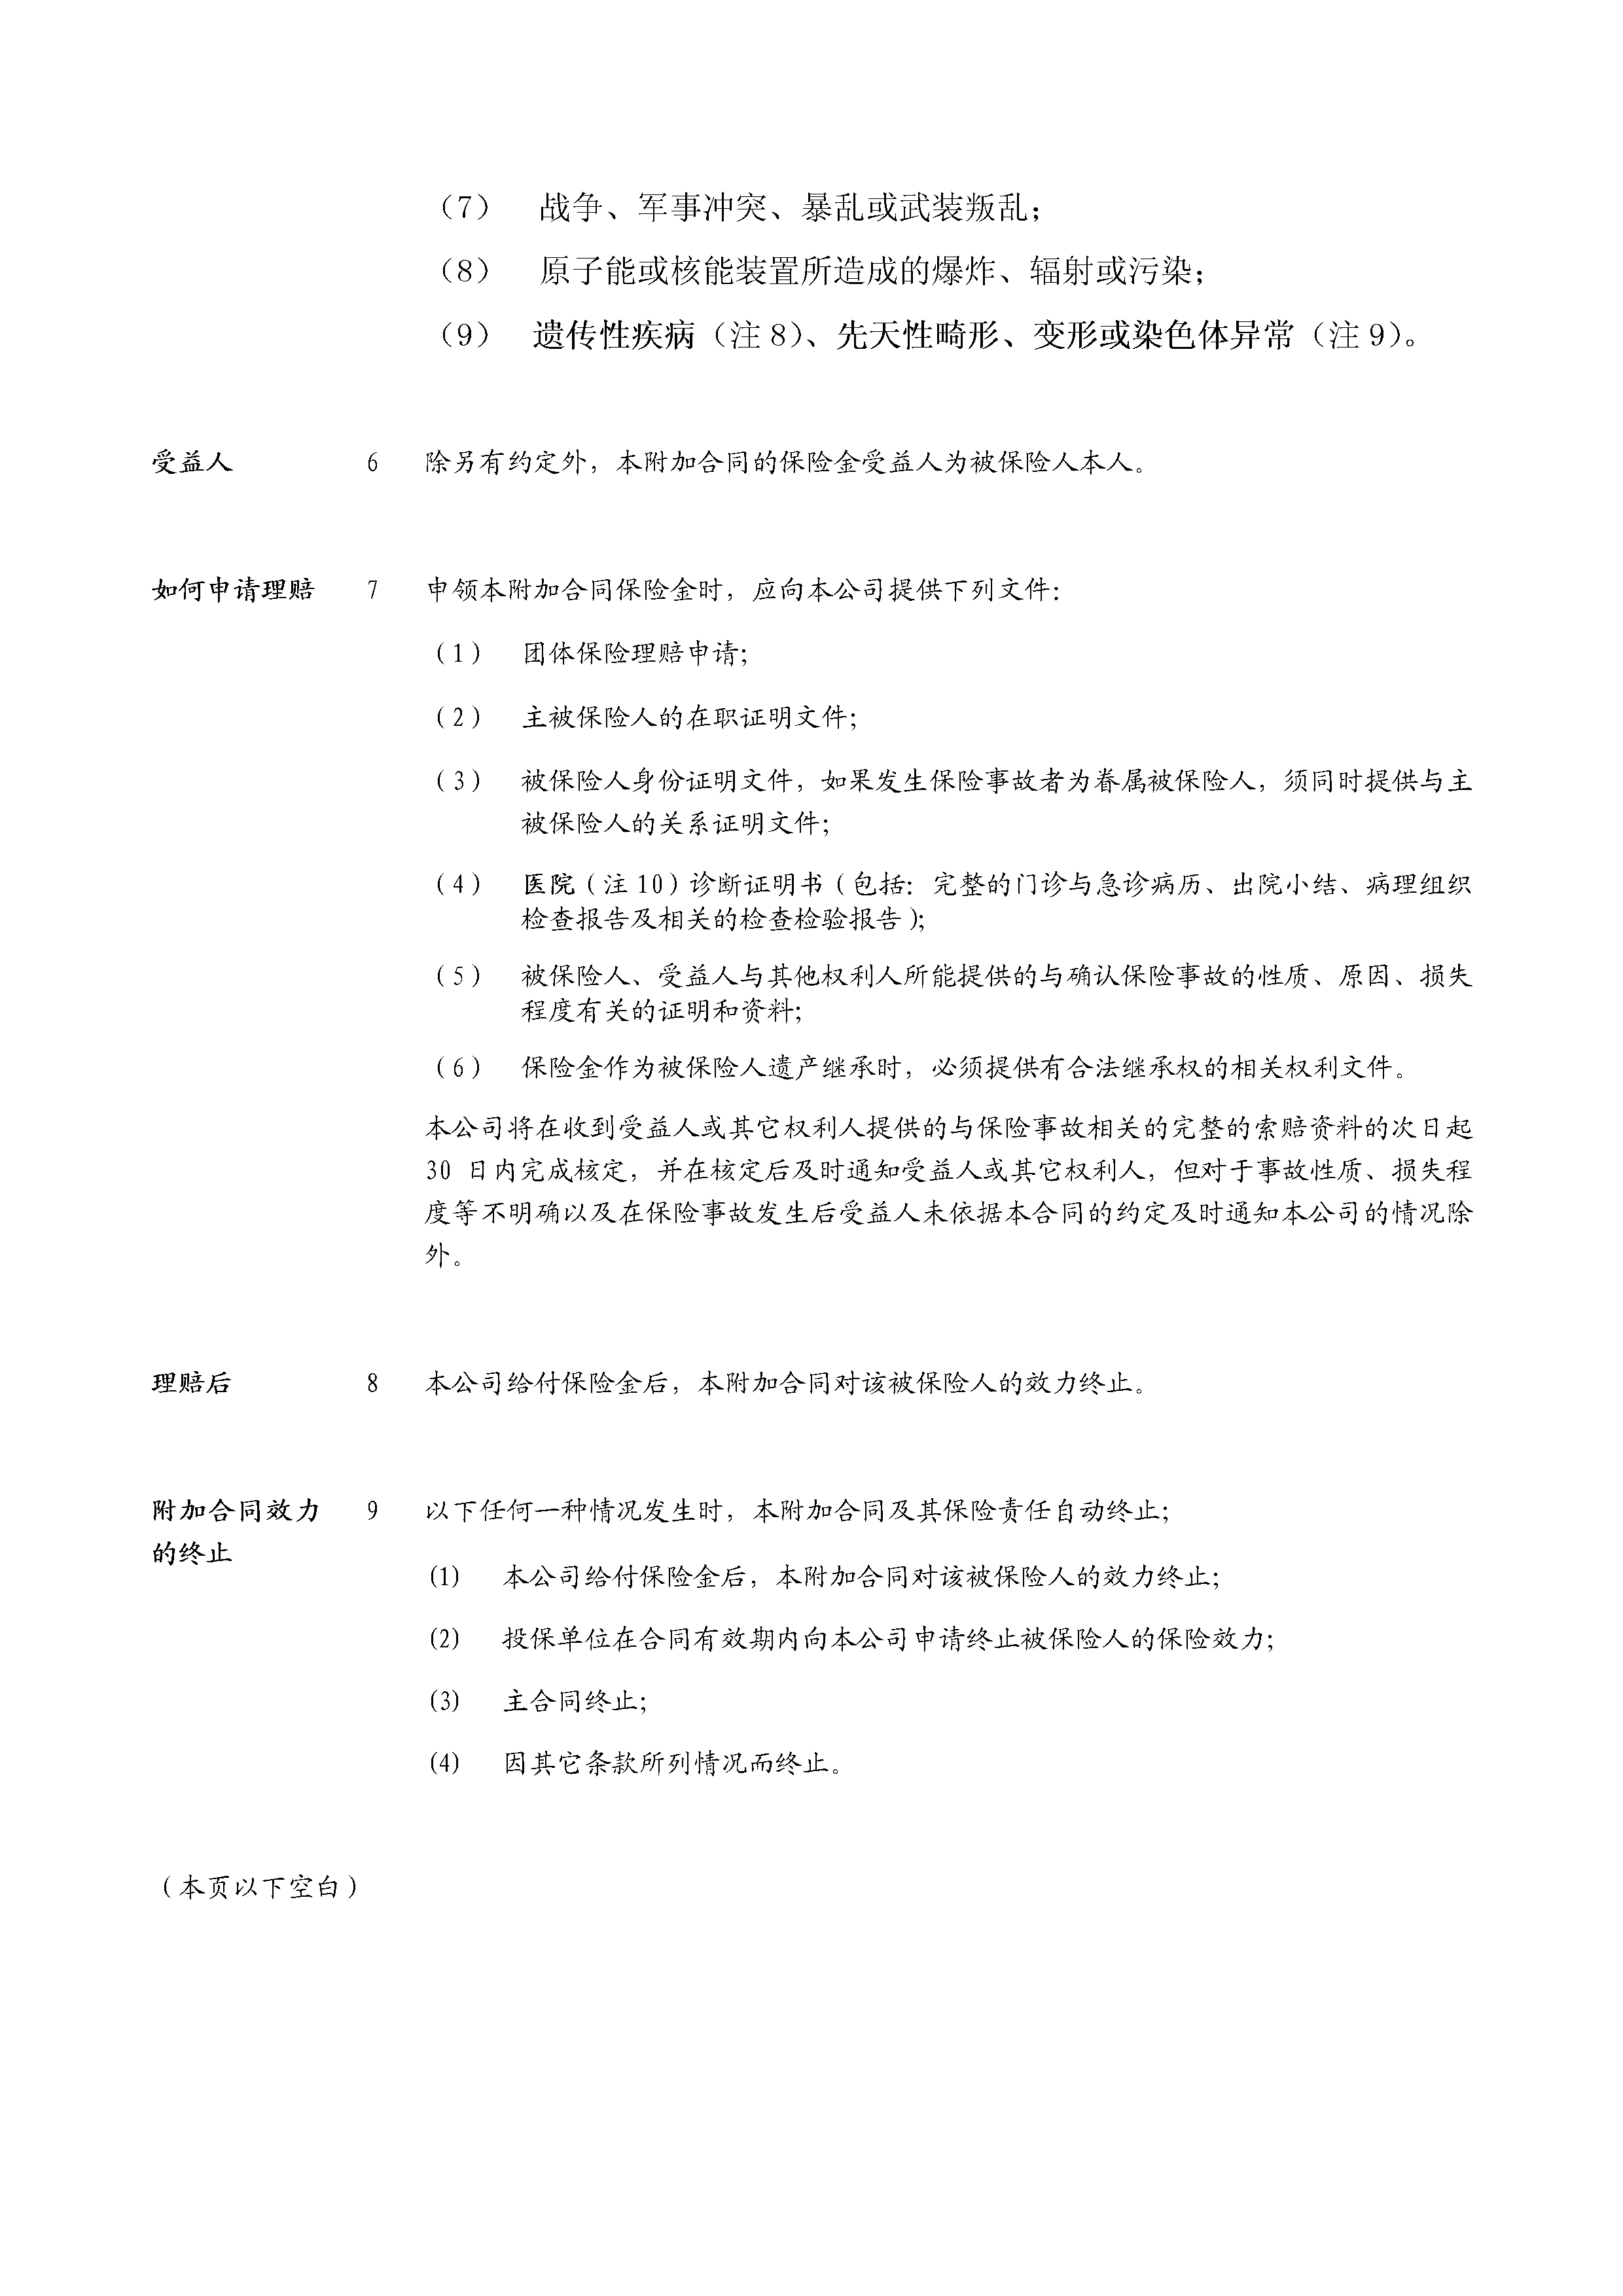 （7） 战争、军事冲突、暴乱或武装叛乱；
（8） 原子能或核能装置所造成的爆炸、辐射或污染；
（9） 遗传性疾病（注 8）、先天性畸形、变形或染色体异常（注 9）。
受益人 6 除另有约定外，本附加合同的保险金受益人为被保险人本人。
如何申请理赔 7 申领本附加合同保险金时，应向本公司提供下列文件：
（1） 团体保险理赔申请；
（2） 主被保险人的在职证明文件；
（3） 被保险人身份证明文件，如果发生保险事故者为眷属被保险人，须同时提供与主
被保险人的关系证明文件；
（4） 医院（注 10）诊断证明书（包括：完整的门诊与急诊病历、出院小结、病理组织
检查报告及相关的检查检验报告）；
（5） 被保险人、受益人与其他权利人所能提供的与确认保险事故的性质、原因、损失
程度有关的证明和资料；
（6） 保险金作为被保险人遗产继承时，必须提供有合法继承权的相关权利文件。
本公司将在收到受益人或其它权利人提供的与保险事故相关的完整的索赔资料的次日起
30 日内完成核定，并在核定后及时通知受益人或其它权利人，但对于事故性质、损失程
度等不明确以及在保险事故发生后受益人未依据本合同的约定及时通知本公司的情况除
外。
理赔后 8 本公司给付保险金后，本附加合同对该被保险人的效力终止。
附加合同效力 9 以下任何一种情况发生时，本附加合同及其保险责任自动终止；
的终止
(1) 本公司给付保险金后，本附加合同对该被保险人的效力终止；
(2) 投保单位在合同有效期内向本公司申请终止被保险人的保险效力；
(3) 主合同终止；
(4) 因其它条款所列情况而终止。
（本页以下空白）